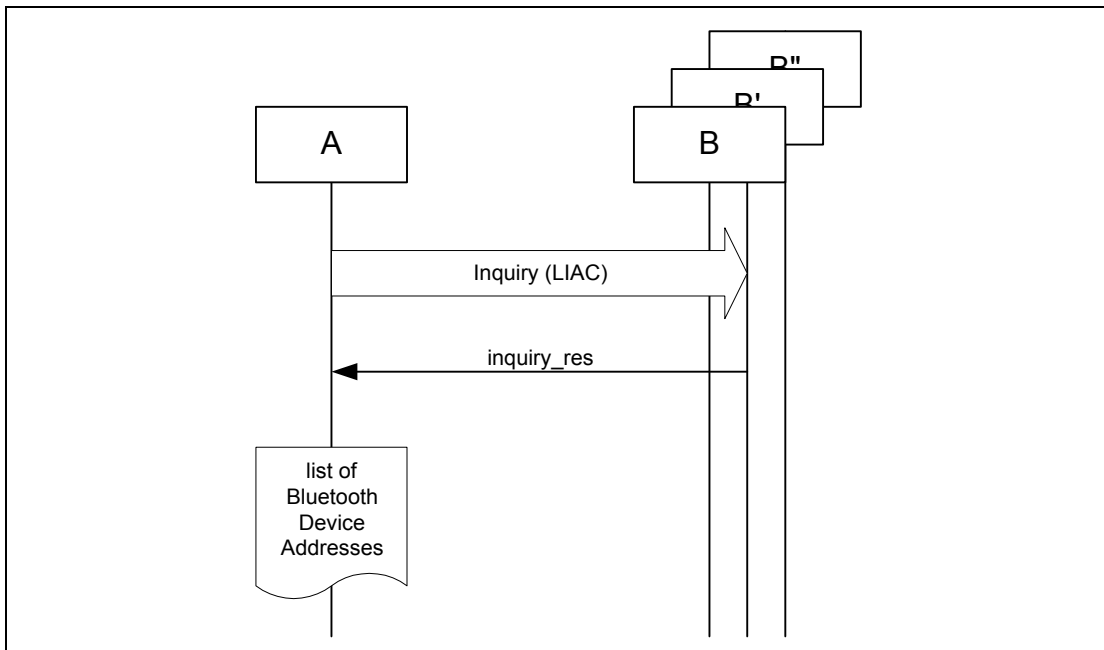 B"
B'
A
B
Inquiry (LIAC)
inquiry_res
list of
Bluetooth
Device
Addresses